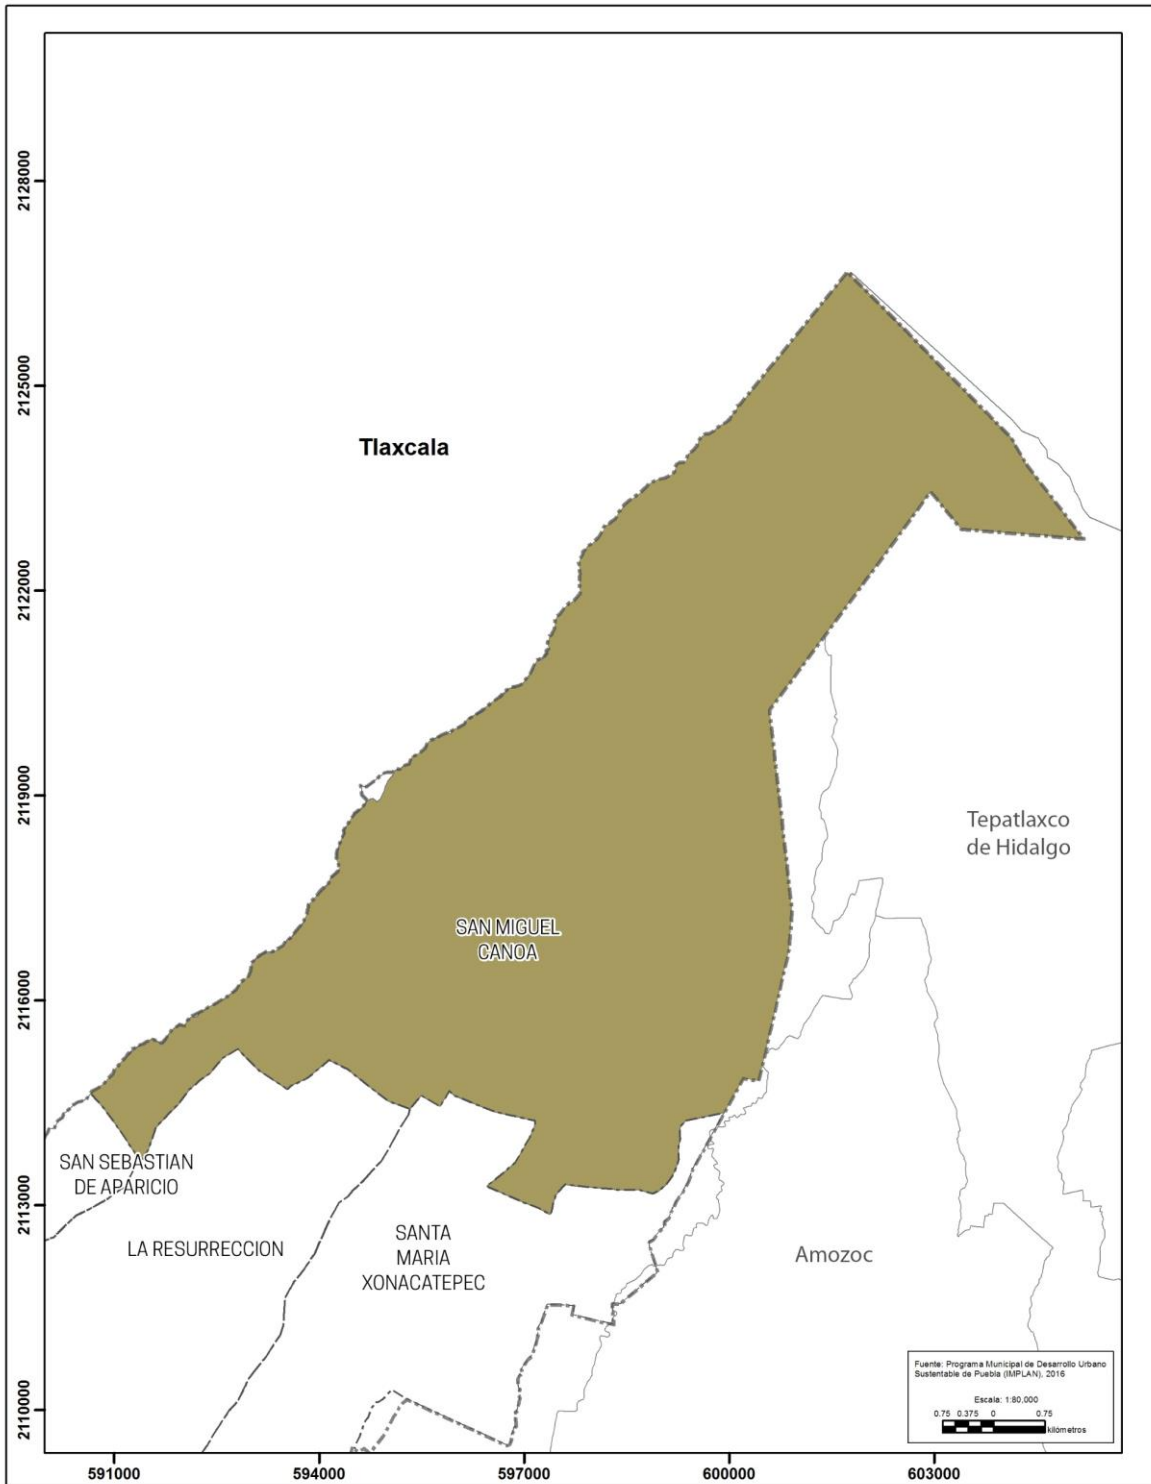 2128000
2125000
Tlaxcala
2122000
2119000
Tepatlaxco
de Hidalgo
SAN MIGUEL
CANOA
2116000
SAN SEBASTIAN
DE APARICIO
2113000
LA RESURRECCION
SANTA
MARIA
XONACATEPEC
Amozoc
2110000
Fuente: Programa Municipal de Desarrollo Urbano
Sustentable de Puebla (IMPLAN), 2016
Escala: 1:80,000
0.75 0.375 0 0.75
kilómetros
591000 594000 597000 600000 603000